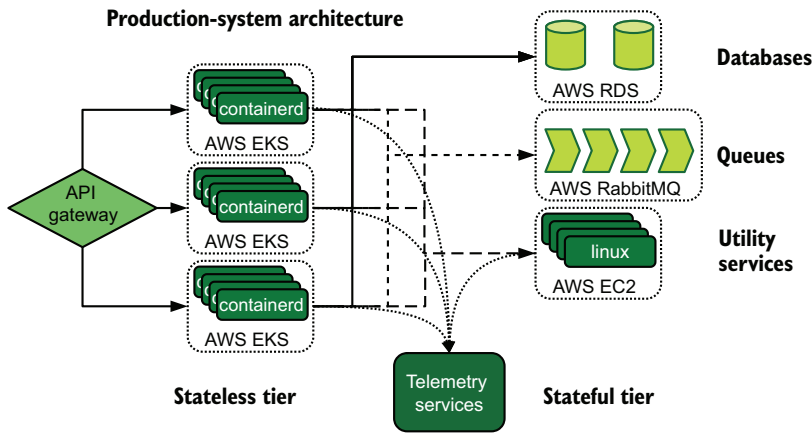 Production-system architecture
API
gateway
containerd
AWS EKS
containerd
AWS EKS
containerd
AWS EKS
Stateless tier
Telemetry
services
AWS RDS
Databases
AWS RabbitMQ
Queues
linux
AWS EC2
Utility
services
Stateful tier